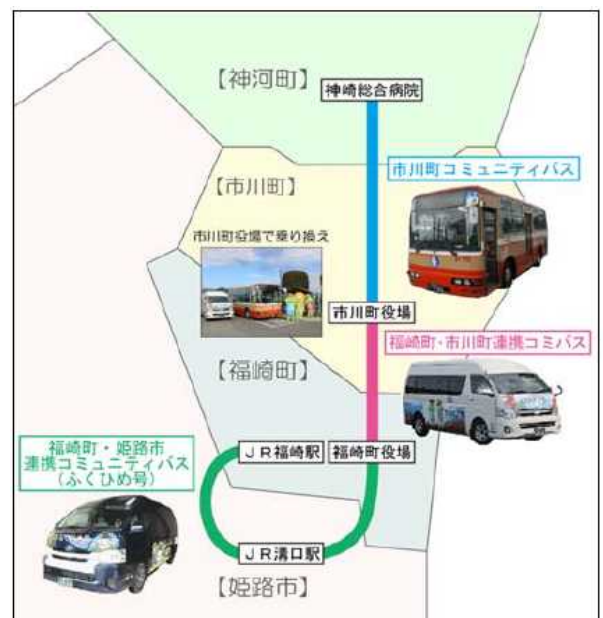 【神河町】
神崎総合病院
市川町コミュニティバス
【市川町】
市川町役場で乗り換え
市川町役場
福崎町・市川町連携コミバス
【福崎町】
福崎町・姫路市
連携コミュニティバス
（ふくひめ号）
ＪＲ福崎駅
福崎町役場
ＪＲ溝口駅
【姫路市】